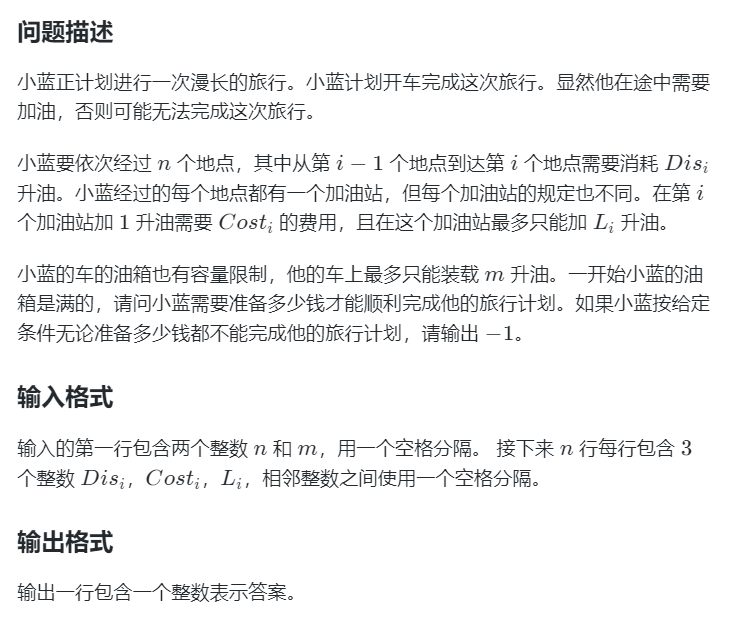 问题描述
小蓝正计划进行一次漫长的旅行。小蓝计划开车完成这次旅行。显然他在途中需要
加油，否则可能无法完成这次旅行。
小蓝要依次经过 n 个地点，其中从第 i − 1 个地点到达第 i 个地点需要消耗 Disᵢ
升油。小蓝经过的每个地点都有一个加油站，但每个加油站的规定也不同。在第 i
个加油站加 1 升油需要 Costᵢ 的费用，且在这个加油站最多只能加 Lᵢ 升油。
小蓝的车的油箱也有容量限制，他的车上最多只能装载 m 升油。一开始小蓝的油
箱是满的，请问小蓝需要准备多少钱才能顺利完成他的旅行计划。如果小蓝按给定
条件无论准备多少钱都不能完成他的旅行计划，请输出 −1。
输入格式
输入的第一行包含两个整数 n 和 m，用一个空格分隔。 接下来 n 行每行包含 3
个整数 Disᵢ，Costᵢ，Lᵢ，相邻整数之间使用一个空格分隔。
输出格式
输出一行包含一个整数表示答案。